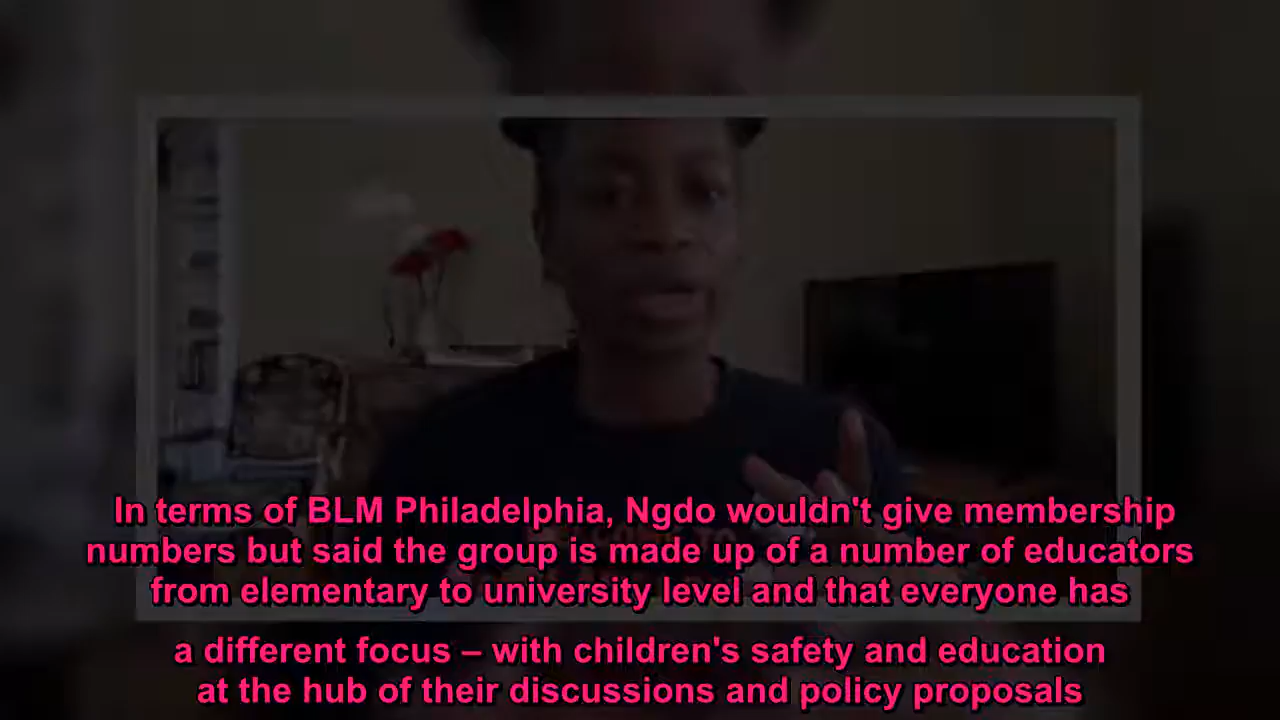 In terms of BLM Philadelphia, Ngdo wouldn't give membership
numbers but said the group is made up of a number of educators
from elementary to university level and that everyone has
a different focus – with children's safety and education
at the hub of their discussions and policy proposals